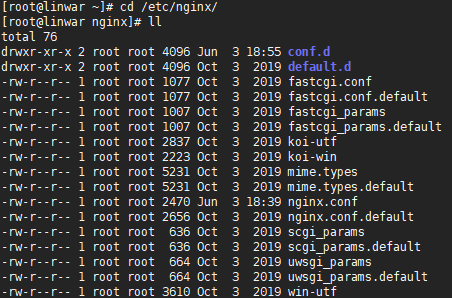 [root@linwar ~]# cd /etc/nginx/
[root@linwar nginx]# ll
total 76
drwxr-xr-x 2 root root 4096 Jun  3 18:55 conf.d
drwxr-xr-x 2 root root 4096 Oct  3  2019 default.d
-rw-r--r-- 1 root root 1077 Oct  3  2019 fastcgi.conf
-rw-r--r-- 1 root root 1077 Oct  3  2019 fastcgi.conf.default
-rw-r--r-- 1 root root 1007 Oct  3  2019 fastcgi_params
-rw-r--r-- 1 root root 1007 Oct  3  2019 fastcgi_params.default
-rw-r--r-- 1 root root 2837 Oct  3  2019 koi-utf
-rw-r--r-- 1 root root 2223 Oct  3  2019 koi-win
-rw-r--r-- 1 root root 5231 Oct  3  2019 mime.types
-rw-r--r-- 1 root root 5231 Oct  3  2019 mime.types.default
-rw-r--r-- 1 root root 2470 Jun  3 18:39 nginx.conf
-rw-r--r-- 1 root root 2656 Oct  3  2019 nginx.conf.default
-rw-r--r-- 1 root root  636 Oct  3  2019 scgi_params
-rw-r--r-- 1 root root  636 Oct  3  2019 scgi_params.default
-rw-r--r-- 1 root root  664 Oct  3  2019 uwsgi_params
-rw-r--r-- 1 root root  664 Oct  3  2019 uwsgi_params.default
-rw-r--r-- 1 root root 3610 Oct  3  2019 win-utf